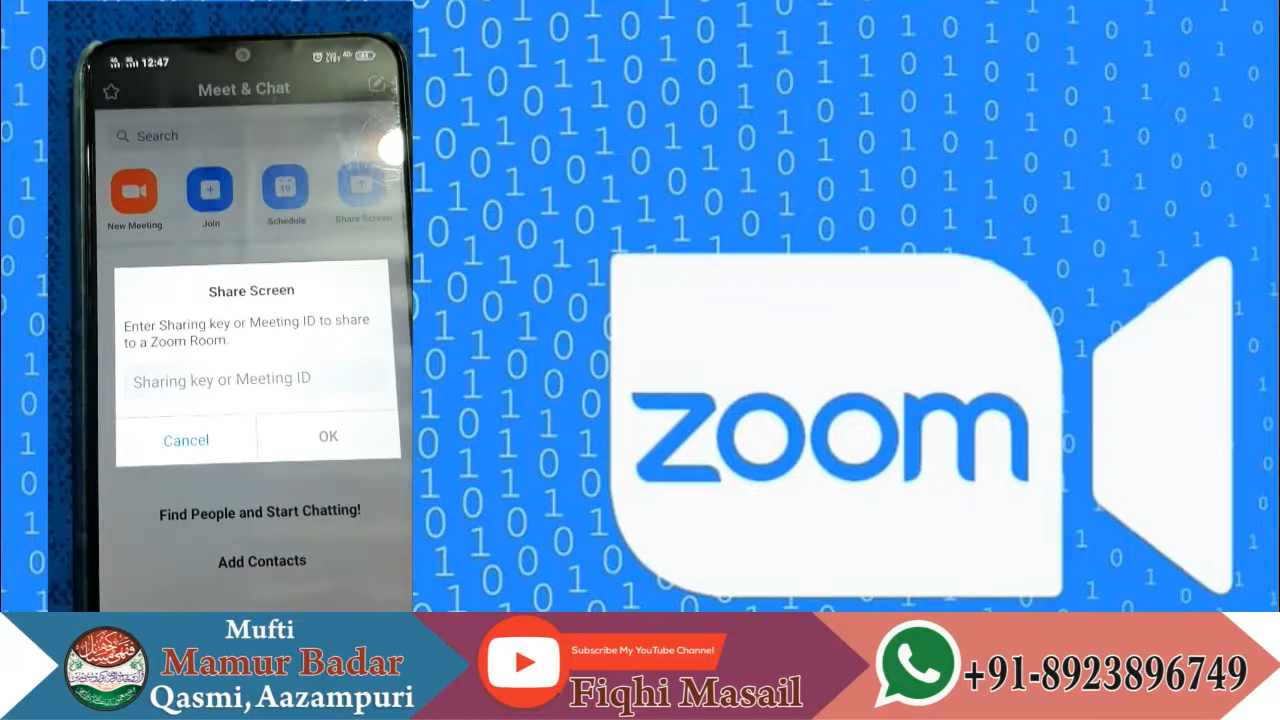 12:47
Meet & Chat
Search
19
New Meeting
Join
Schedule
Share Screen
Share Screen
Enter Sharing key or Meeting ID to share
to a Zoom Room.
Sharing key or Meeting ID
Cancel
OK
Find People and Start Chatting!
Add Contacts
zoom
Mufti
Mamur Badar
Qasmi, Aazampuri
Subscribe My YouTube Channel
Fiqhi Masail
+91-8923896749